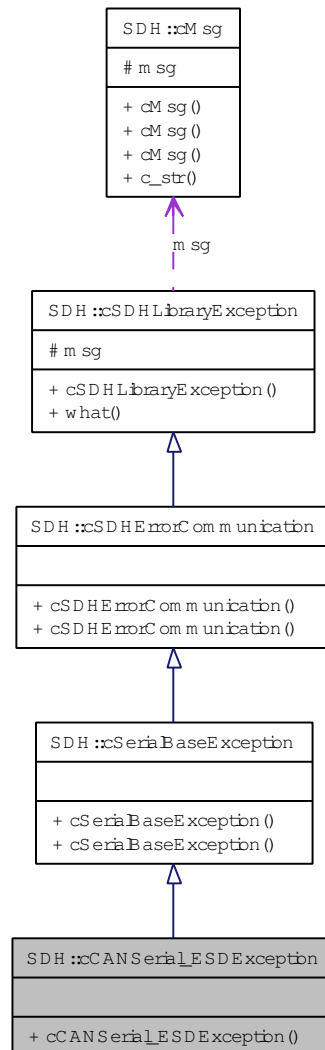 SDH::cMsg
# msg
+ cMsg()
+ cMsg()
+ cMsg()
+ c_str()
msg
SDH::cSDHLibraryException
# msg
+ cSDHLibraryException()
+ what()
SDH::cSDHErrorCommunication
+ cSDHErrorCommunication()
+ cSDHErrorCommunication()
SDH::cSerialBaseException
+ cSerialBaseException()
+ cSerialBaseException()
SDH::cCANSerial_ESDException
+ cCANSerial_ESDException()